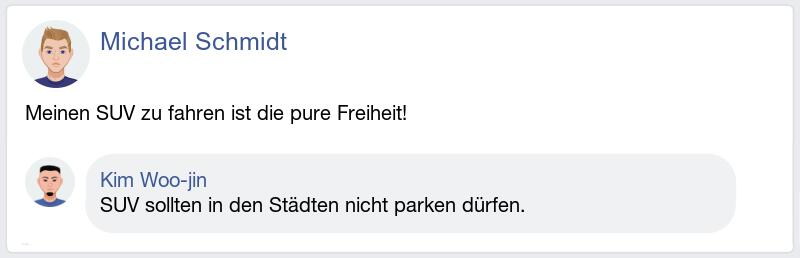 Michael Schmidt
Meinen SUV zu fahren ist die pure Freiheit!
Kim Woo-jin
SUV sollten in den Städten nicht parken dürfen.